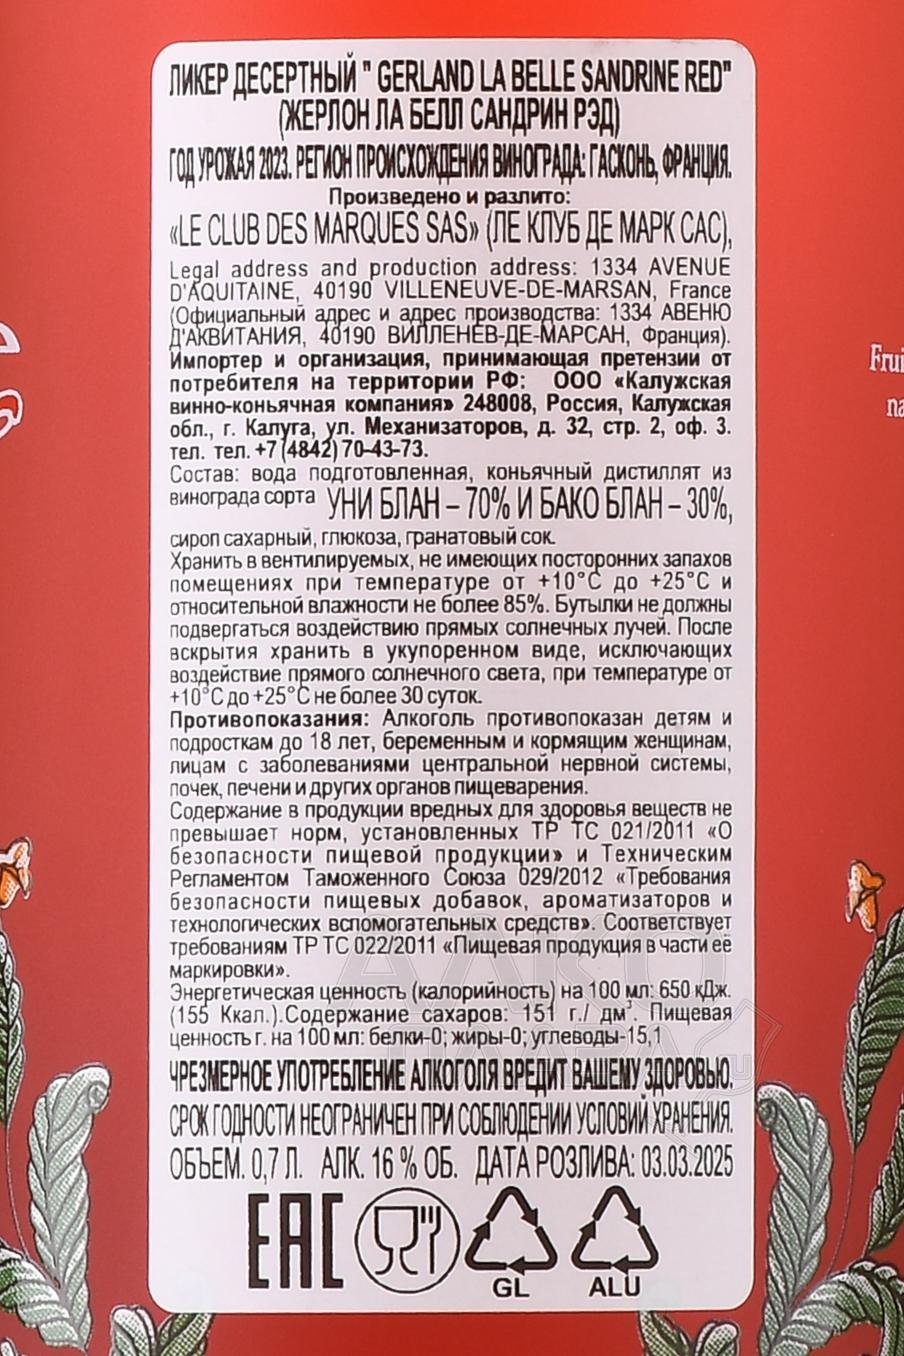 ЛИКЕР ДЕСЕРТНЫЙ " GERLAND LA BELLE SANDRINE RED"
(ЖЕРЛОН ЛА БЕЛЛ САНДРИН РЭД)
ГОД УРОЖАЯ 2023. РЕГИОН ПРОИСХОЖДЕНИЯ ВИНОГРАДА: ГАСКОНЬ, ФРАНЦИЯ.
Произведено и разлито:
«LE CLUB DES MARQUES SAS» (ЛЕ КЛУБ ДЕ МАРК САС),
Legal address and production address: 1334 AVENUE
D'AQUITAINE, 40190 VILLENEUVE-DE-MARSAN, France
(Официальный адрес и адрес производства: 1334 АВЕНЮ
Д'АКВИТАНИЯ, 40190 ВИЛЛЕНЕВ-ДЕ-МАРСАН, Франция).
Импортер и организация, принимающая претензии от
потребителя на территории РФ: ООО «Калужская
винно-коньячная компания» 248008, Россия, Калужская
обл., г. Калуга, ул. Механизаторов, д. 32, стр. 2, оф. 3.
тел. тел. +7 (4842) 70-43-73.
Состав: вода подготовленная, коньячный дистиллят из
винограда сорта УНИ БЛАН – 70% И БАКО БЛАН – 30%,
сироп сахарный, глюкоза, гранатовый сок.
Хранить в вентилируемых, не имеющих посторонних запахов
помещениях при температуре от +10°С до +25°С и
относительной влажности не более 85%. Бутылки не должны
подвергаться воздействию прямых солнечных лучей. После
вскрытия хранить в укупоренном виде, исключающих
воздействие прямого солнечного света, при температуре от
+10°С до +25°С не более 30 суток.
Противопоказания: Алкоголь противопоказан детям и
подросткам до 18 лет, беременным и кормящим женщинам,
лицам с заболеваниями центральной нервной системы,
почек, печени и других органов пищеварения.
Содержание в продукции вредных для здоровья веществ не
превышает норм, установленных ТР ТС 021/2011 «О
безопасности пищевой продукции» и Техническим
Регламентом Таможенного Союза 029/2012 «Требования
безопасности пищевых добавок, ароматизаторов и
технологических вспомогательных средств». Соответствует
требованиям ТР ТС 022/2011 «Пищевая продукция в части её
маркировки».
Энергетическая ценность (калорийность) на 100 мл: 650 кДж.
(155 Ккал.).Содержание сахаров: 151 г./ дм³. Пищевая
ценность г. на 100 мл: белки-0; жиры-0; углеводы-15,1
ЧРЕЗМЕРНОЕ УПОТРЕБЛЕНИЕ АЛКОГОЛЯ ВРЕДИТ ВАШЕМУ ЗДОРОВЬЮ.
СРОК ГОДНОСТИ НЕОГРАНИЧЕН ПРИ СОБЛЮДЕНИИ УСЛОВИЙ ХРАНЕНИЯ.
ОБЪЕМ. 0,7 Л. АЛК. 16 % ОБ. ДАТА РОЗЛИВА: 03.03.2025
EAC
GL ALU